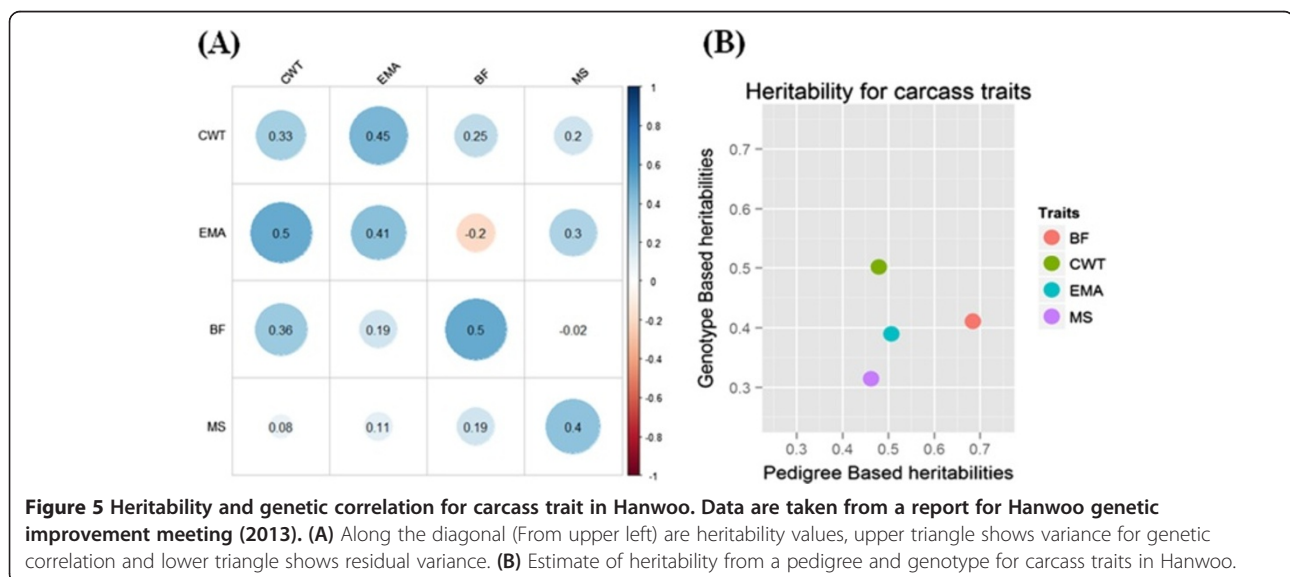 (A)
CWT EMA BF MS
CWT 0.33 0.45 0.25 0.2
EMA 0.5 0.41 -0.2 0.3
BF 0.36 0.19 0.5 -0.02
MS 0.08 0.11 0.19 0.4
1
0.8
0.6
0.4
0.2
0
-0.2
-0.4
-0.6
-0.8
-1
(B)
Heritability for carcass traits
Genotype Based heritabilities
0.7
0.6
0.5
0.4
0.3
0.3 0.4 0.5 0.6 0.7
Pedigree Based heritabilities
Traits
BF
CWT
EMA
MS
Figure 5 Heritability and genetic correlation for carcass trait in Hanwoo. Data are taken from a report for Hanwoo genetic
improvement meeting (2013). (A) Along the diagonal (From upper left) are heritability values, upper triangle shows variance for genetic
correlation and lower triangle shows residual variance. (B) Estimate of heritability from a pedigree and genotype for carcass traits in Hanwoo.